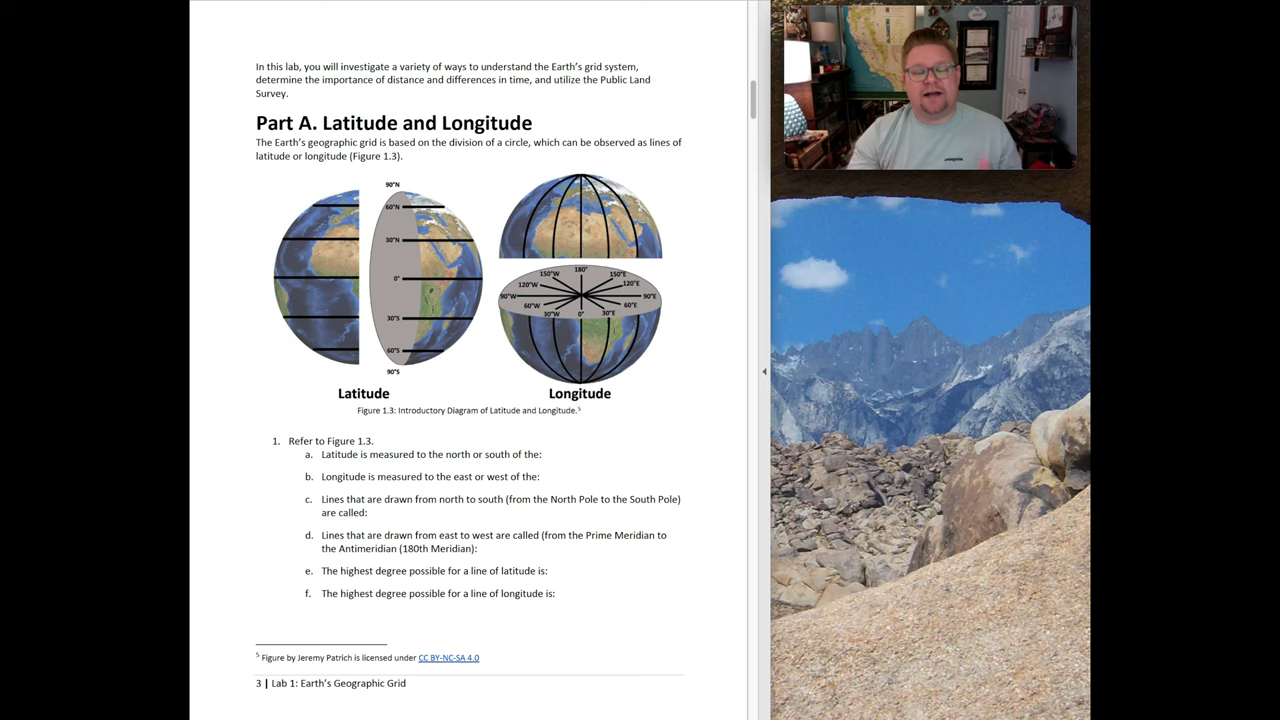 In this lab, you will investigate a variety of ways to understand the Earth's grid system,
determine the importance of distance and differences in time, and utilize the Public Land
Survey.
Part A. Latitude and Longitude
The Earth's geographic grid is based on the division of a circle, which can be observed as lines of
latitude or longitude (Figure 1.3).
90°N
60°N
30°N
0°
30°S
60°S
90°S
180°
150°W 150°E
120°W 120°E
90°W 90°E
60°W 60°E
30°W 0° 30°E
Latitude Longitude
Figure 1.3: Introductory Diagram of Latitude and Longitude.5
1. Refer to Figure 1.3.
a. Latitude is measured to the north or south of the:
b. Longitude is measured to the east or west of the:
c. Lines that are drawn from north to south (from the North Pole to the South Pole)
are called:
d. Lines that are drawn from east to west are called (from the Prime Meridian to
the Antimeridian (180th Meridian):
e. The highest degree possible for a line of latitude is:
f. The highest degree possible for a line of longitude is:
5 Figure by Jeremy Patrich is licensed under CC BY-NC-SA 4.0
3 | Lab 1: Earth's Geographic Grid
patagonia